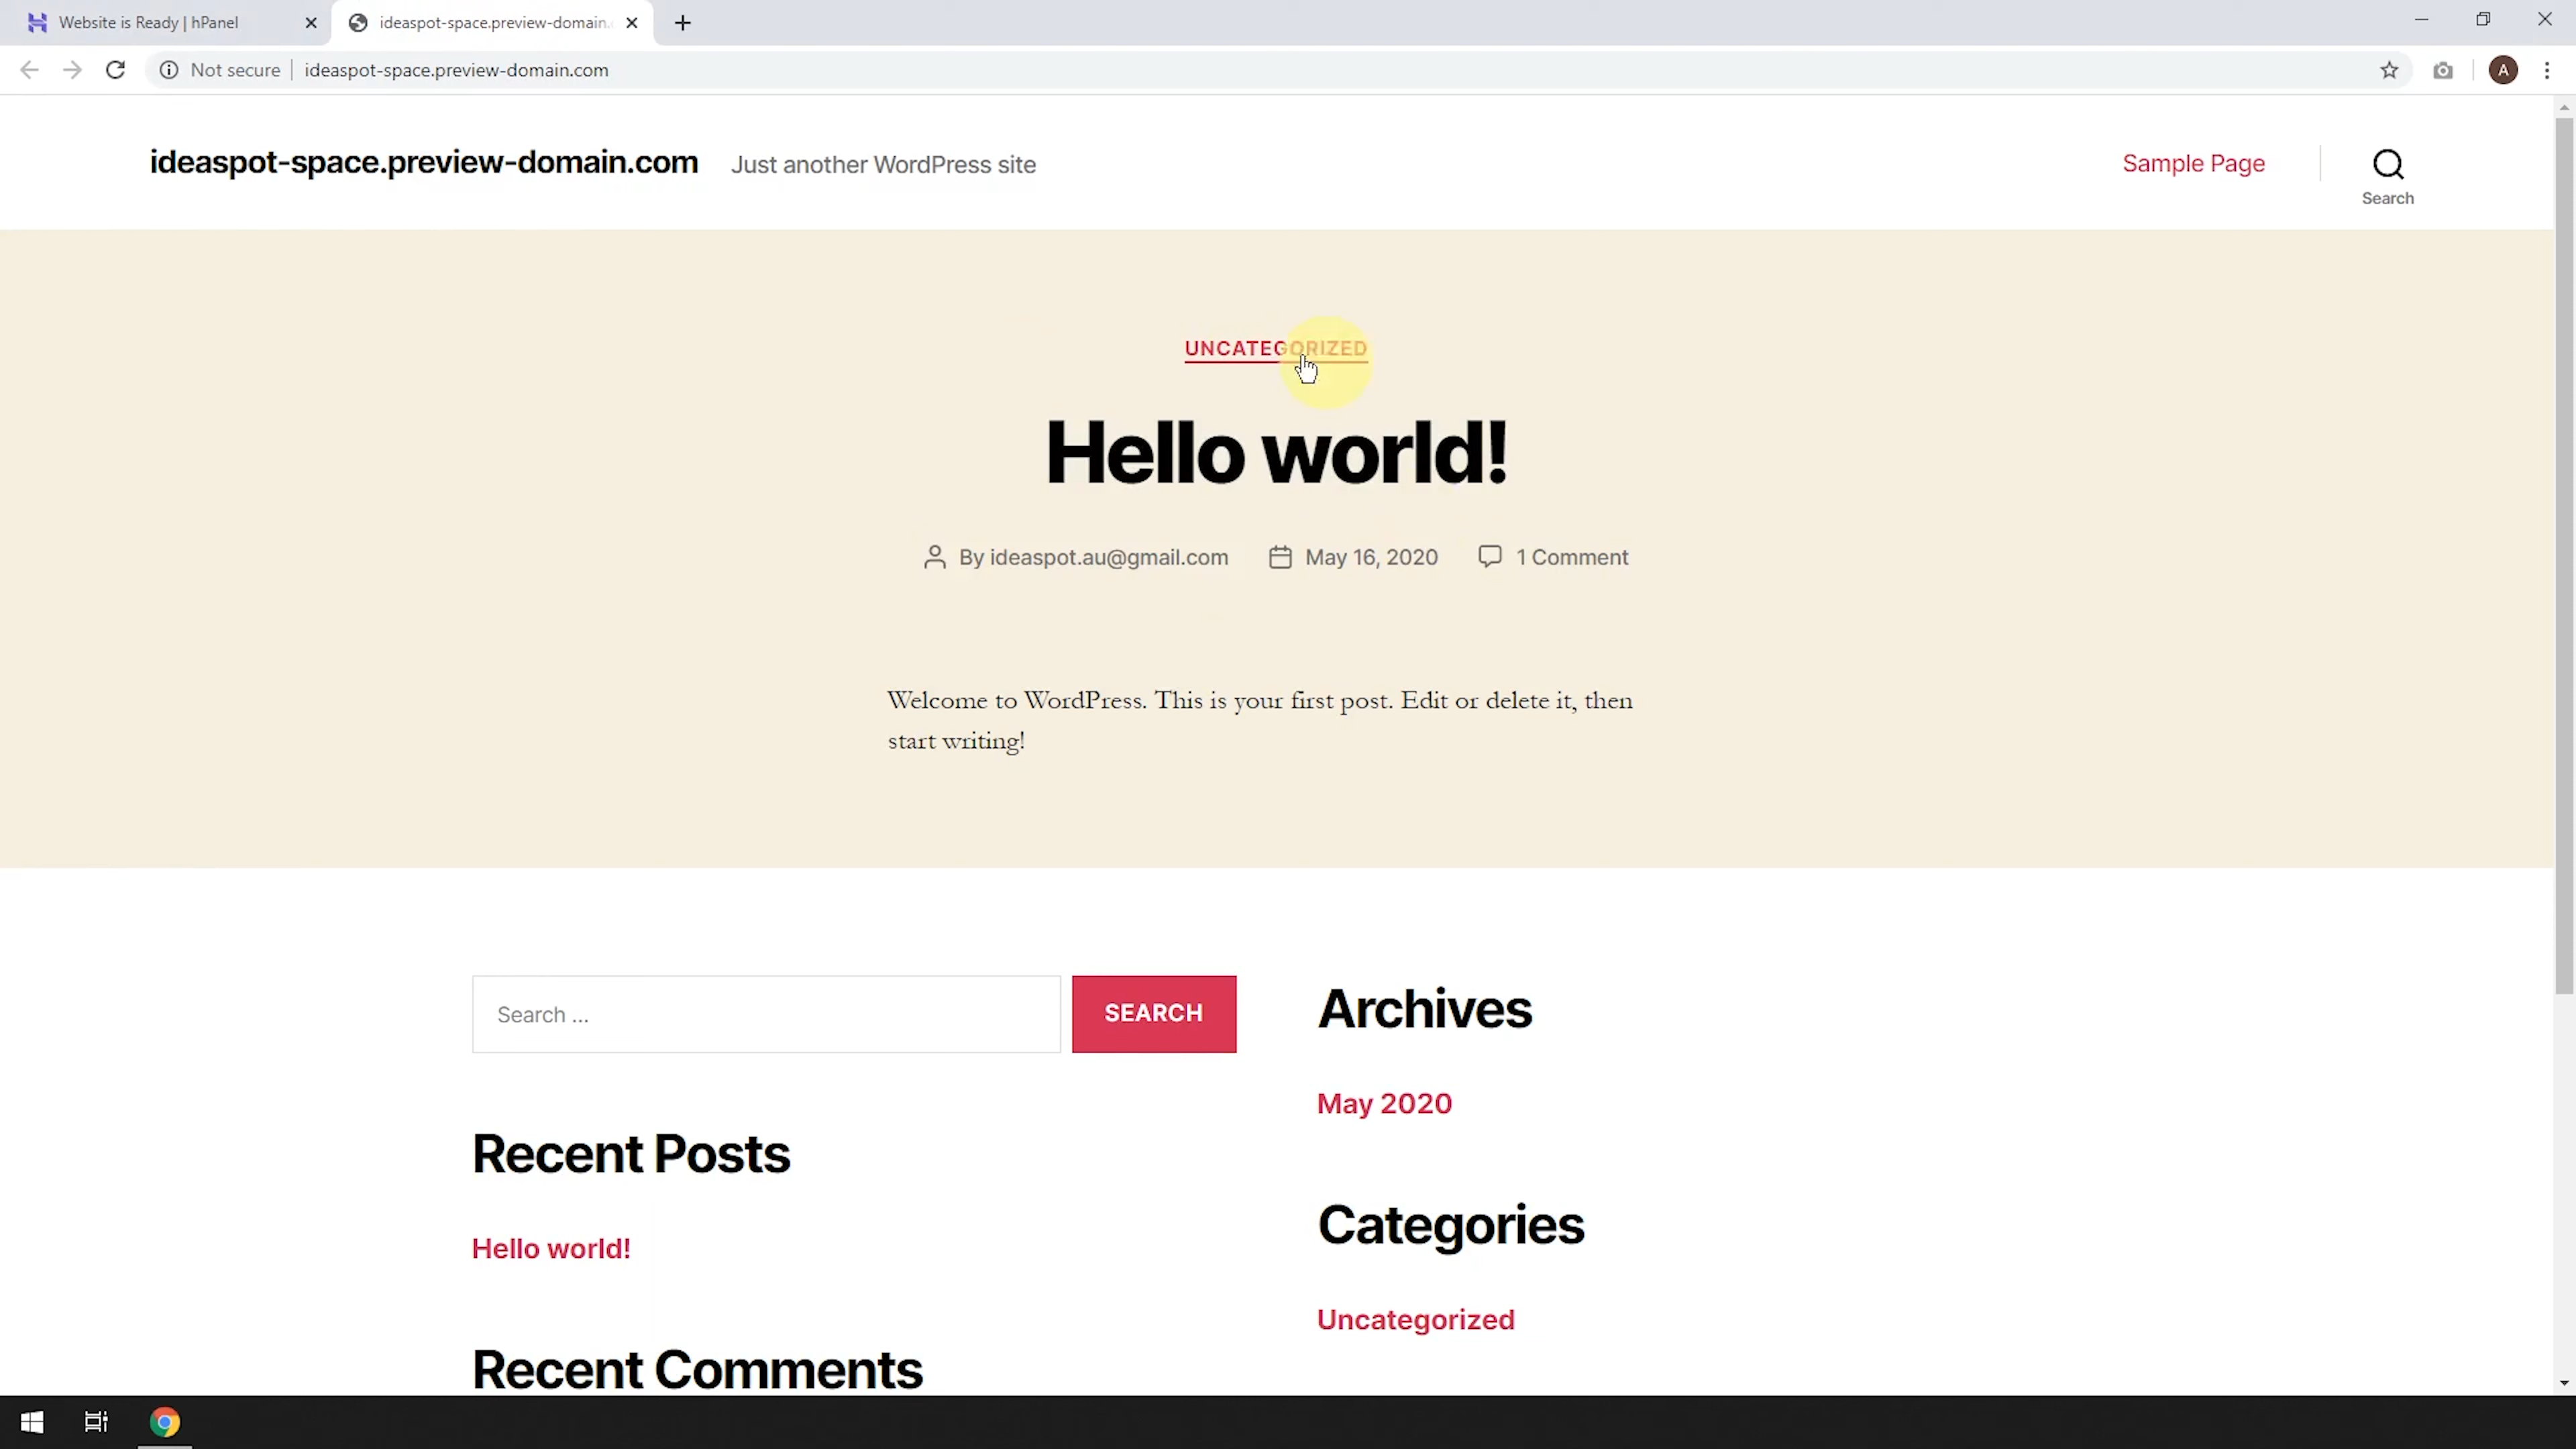 Website is Ready | hPanel
ideaspot-space.preview-domain.
Not secure
ideaspot-space.preview-domain.com
A
ideaspot-space.preview-domain.com
Just another WordPress site
Sample Page
Search
UNCATEGORIZED
Hello world!
By ideaspot.au@gmail.com
May 16, 2020
1 Comment
Welcome to WordPress. This is your first post. Edit or delete it, then
start writing!
Search ...
SEARCH
Recent Posts
Hello world!
Recent Comments
Archives
May 2020
Categories
Uncategorized